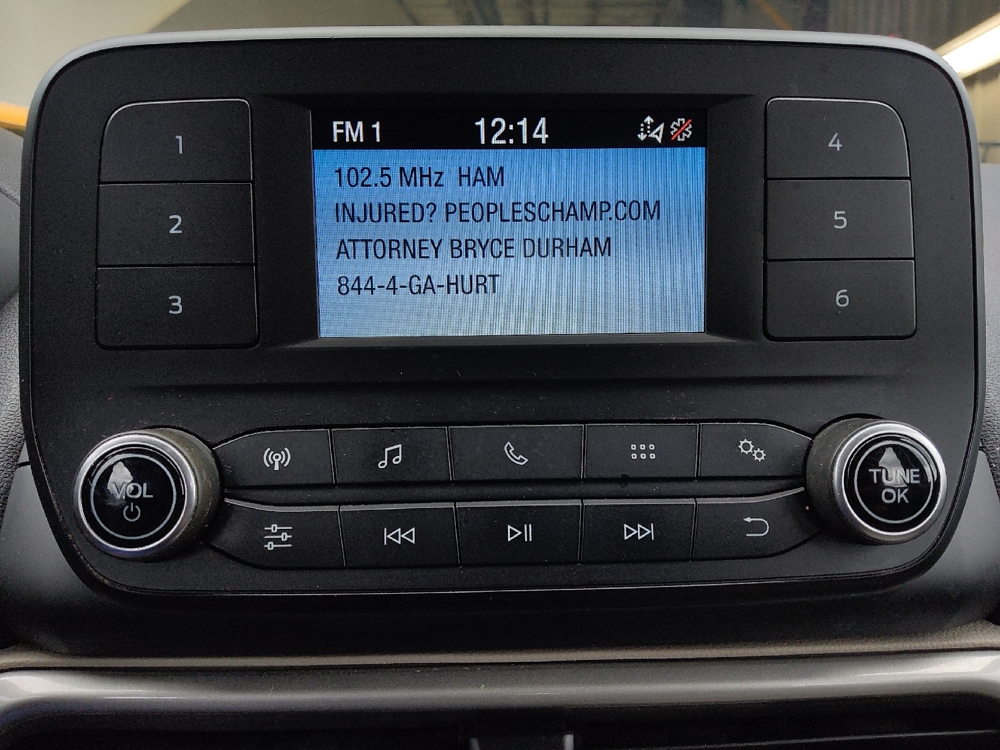 FM 1 12:14
102.5 MHz HAM
INJURED? PEOPLESCHAMP.COM
ATTORNEY BRYCE DURHAM
844-4-GA-HURT
1
2
3
4
5
6
VOL
TUNE
OK